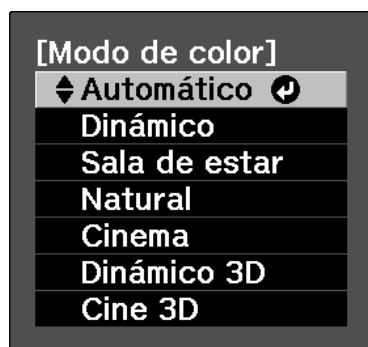 [Modo de color]
Automático
Dinámico
Sala de estar
Natural
Cinema
Dinámico 3D
Cine 3D